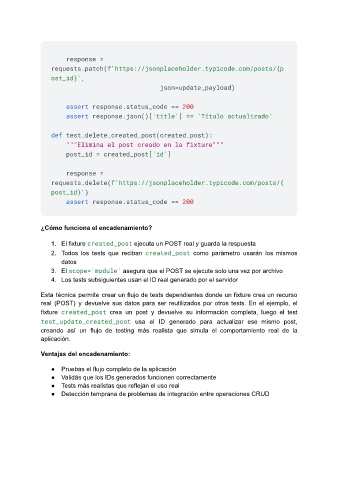 response =
requests.patch(f'https://jsonplaceholder.typicode.com/posts/{p
ost_id}',
json=update_payload)
assert response.status_code == 200
assert response.json()['title'] == 'Título actualizado'
def test_delete_created_post(created_post):
"""Elimina el post creado en la fixture"""
post_id = created_post['id']
response =
requests.delete(f'https://jsonplaceholder.typicode.com/posts/{
post_id}')
assert response.status_code == 200
¿Cómo funciona el encadenamiento?
1. El fixture created_post ejecuta un POST real y guarda la respuesta
2. Todos los tests que reciban created_post como parámetro usarán los mismos
datos
3. El scope='module' asegura que el POST se ejecute solo una vez por archivo
4. Los tests subsiguientes usan el ID real generado por el servidor
Esta técnica permite crear un flujo de tests dependientes donde un fixture crea un recurso
real (POST) y devuelve sus datos para ser reutilizados por otros tests. En el ejemplo, el
fixture created_post crea un post y devuelve su información completa, luego el test
test_update_created_post usa el ID generado para actualizar ese mismo post,
creando así un flujo de testing más realista que simula el comportamiento real de la
aplicación.
Ventajas del encadenamiento:
● Pruebas el flujo completo de la aplicación
● Validás que los IDs generados funcionen correctamente
● Tests más realistas que reflejan el uso real
● Detección temprana de problemas de integración entre operaciones CRUD